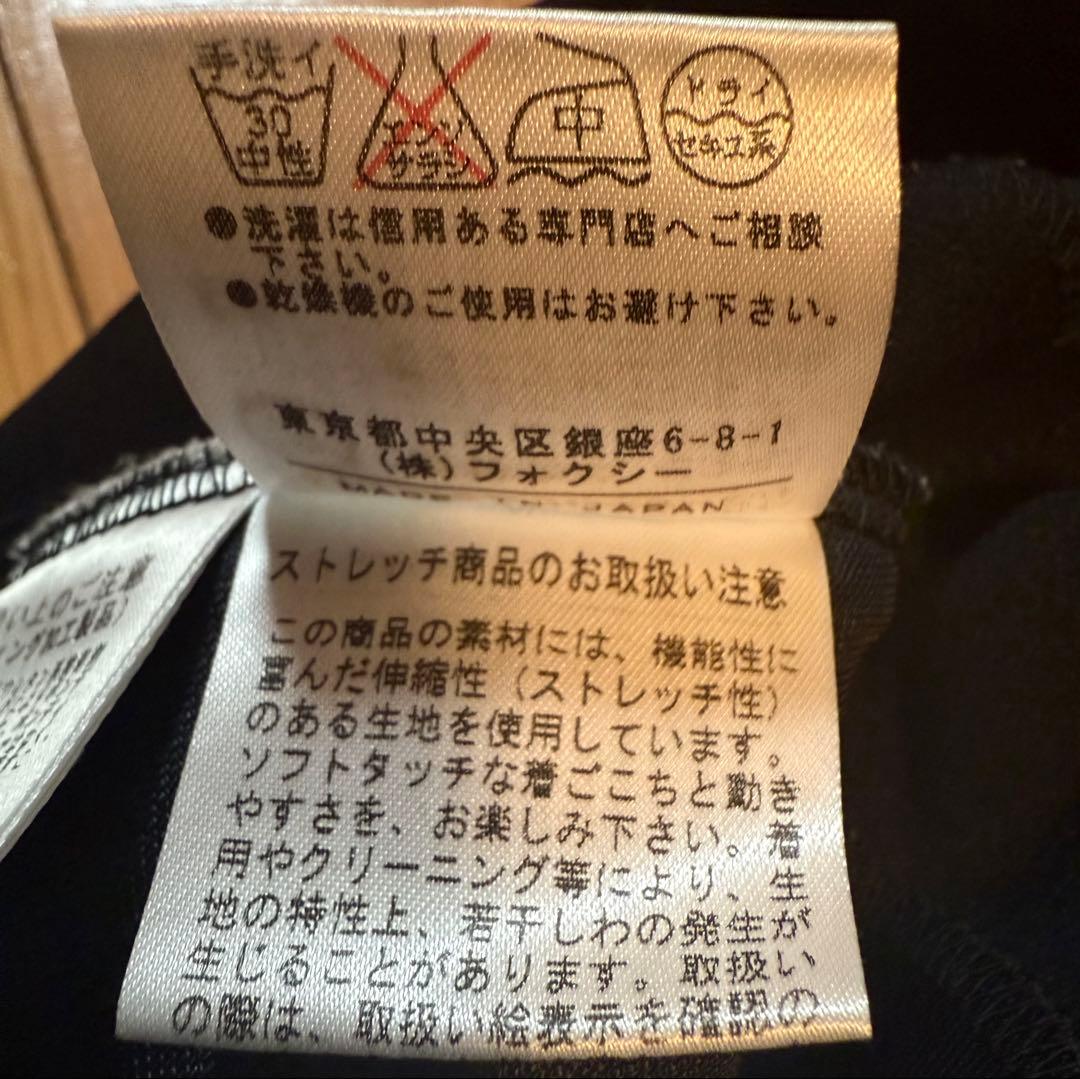 手洗イ
30
中性
エンソ
サラシ
中
ドライ
セキユ系
●洗濯は信用ある専門店へご相談
下さい。
●乾燥機のご使用はお避け下さい。
東京都中央区銀座6-8-1
(株)フォクシー
MADE IN JAPAN
ストレッチ商品のお取扱い注意
この商品の素材には、機能性に
富んだ伸縮性(ストレッチ性)
のある生地を使用しています。
ソフトタッチな着ごこちと動き
やすさを、お楽しみ下さい。着
用やクリーニング等により、生
地の特性上、若干しわの発生が
生じることがあります。取扱い
の際は、取扱い絵表示を確認の